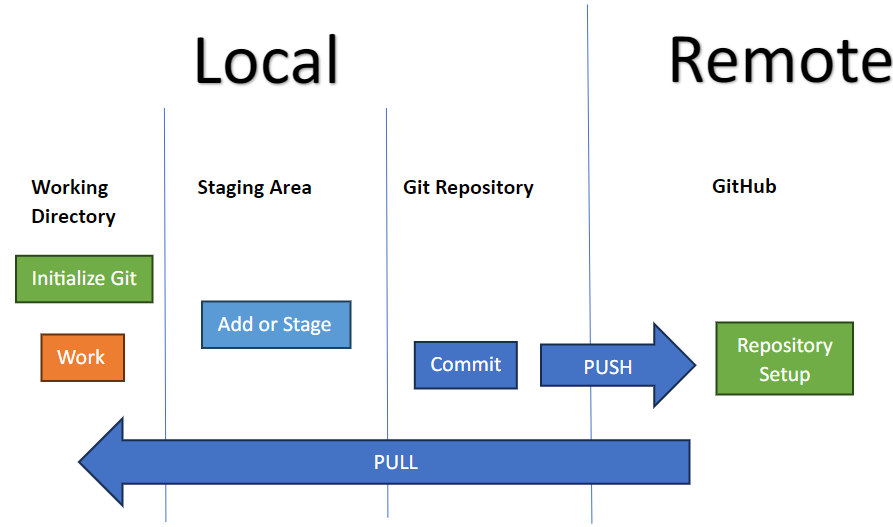 Local
Remote
Working
Directory
Staging Area
Git Repository
GitHub
Initialize Git
Add or Stage
Work
Commit
PUSH
Repository
Setup
PULL